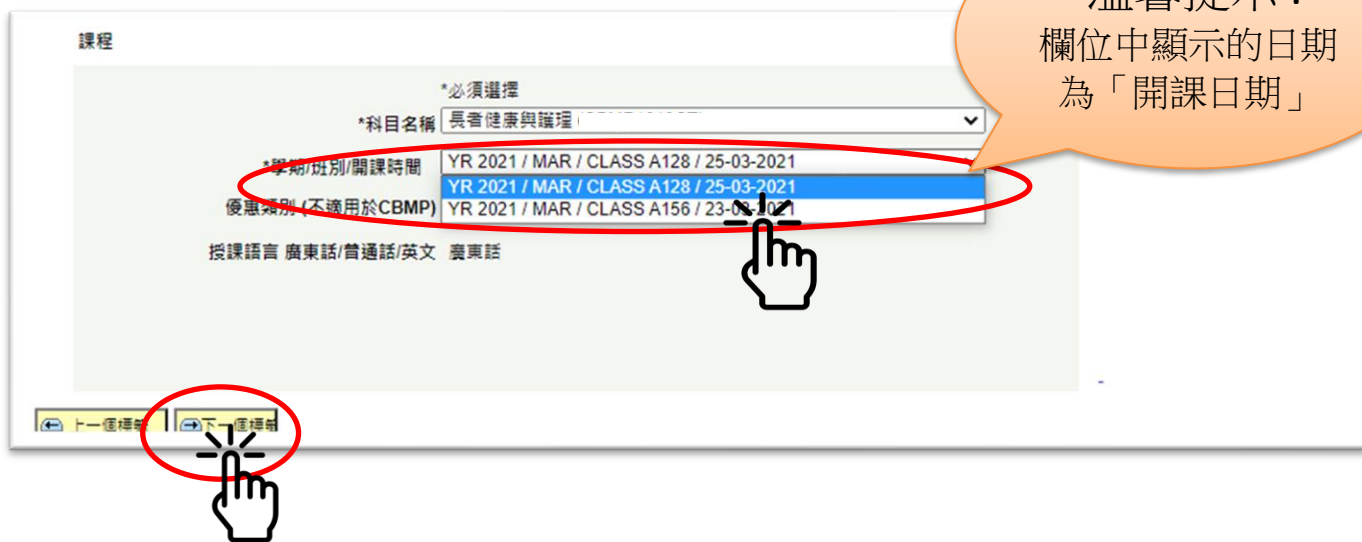 溫馨提示：
欄位中顯示的日期
為「開課日期」
課程
*必須選擇
*科目名稱 長者健康與護理
*學期/班別/開課時間 YR 2021 / MAR / CLASS A128 / 25-03-2021
YR 2021 / MAR / CLASS A128 / 25-03-2021
優惠類別 (不適用於CBMP) YR 2021 / MAR / CLASS A156 / 23-03-2021
授課語言 廣東話/普通話/英文 廣東話
上一個標籤 下一個標籤